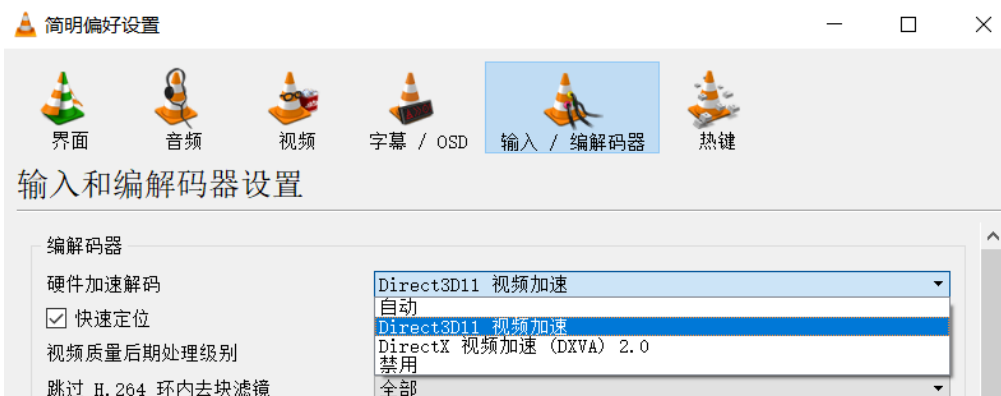 简明偏好设置
界面
音频
视频
字幕 / OSD
输入 / 编解码器
热键
输入和编解码器设置
编解码器
硬件加速解码
Direct3D11 视频加速
自动
快速定位
Direct3D11 视频加速
视频质量后期处理级别
DirectX 视频加速 (DXVA) 2.0
禁用
跳过 H.264 环内去块滤镜
全部